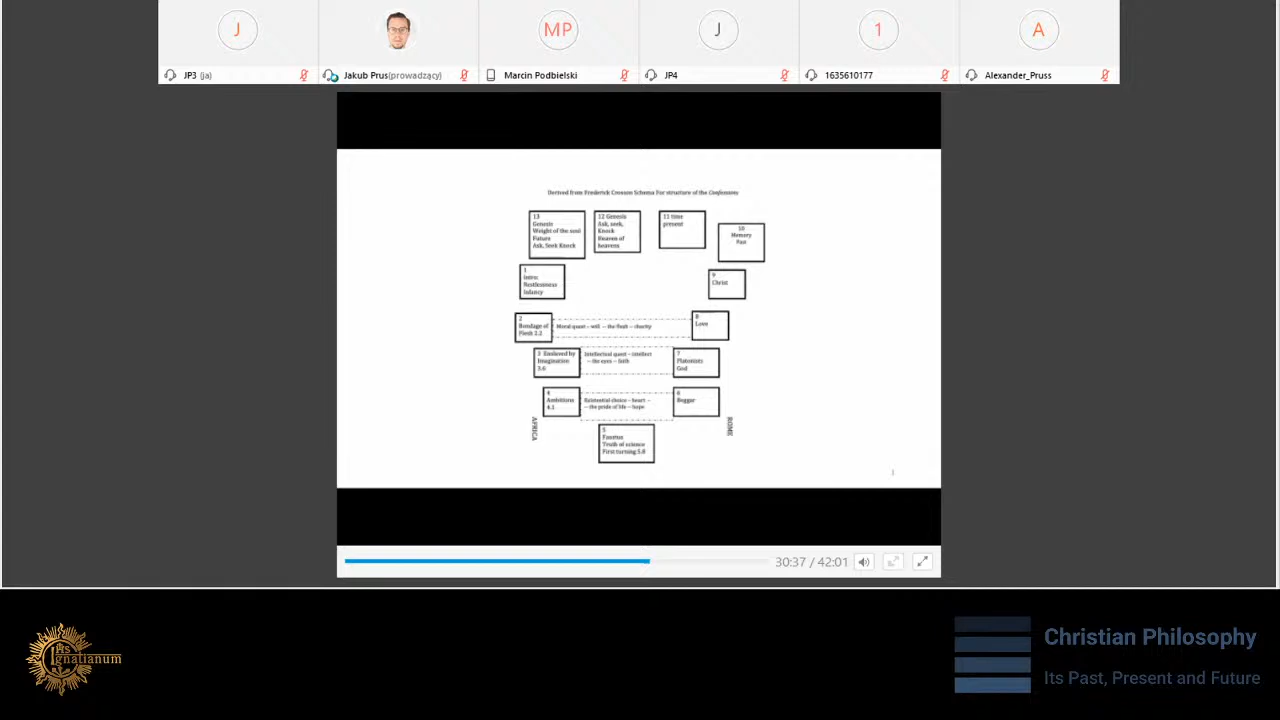 J
MP
J
1
A
JP3 (ja)
Jakub Prus(prowadzący)
Marcin Podbielski
JP4
1635610177
Alexander_Pruss
Derived from Frederick Crosson Schema For structure of the Confessions
13
Genesis
Weight of the soul
Future
Ask, Seek Knock
12 Genesis
Ask, seek,
Knock
Heaven of
heavens
11 time
present
10
Memory
Past
1
Intro:
Restlessness
Infancy
9
Christ
2
Bondage of
Flesh 2.2
Moral quest – will – the flesh – charity
8
Love
3 Enslaved by
Imagination
3.6
Intellectual quest – intellect
– the eyes – faith
7
Platonists
God
4
Ambitions
4.1
Existential choice – heart –
– the pride of life – hope
6
Beggar
AFRICA
ROME
5
Faustus
Truth of science
First turning 5.8
1
30:37 / 42:01
Ignatianum
Christian Philosophy
Its Past, Present and Future